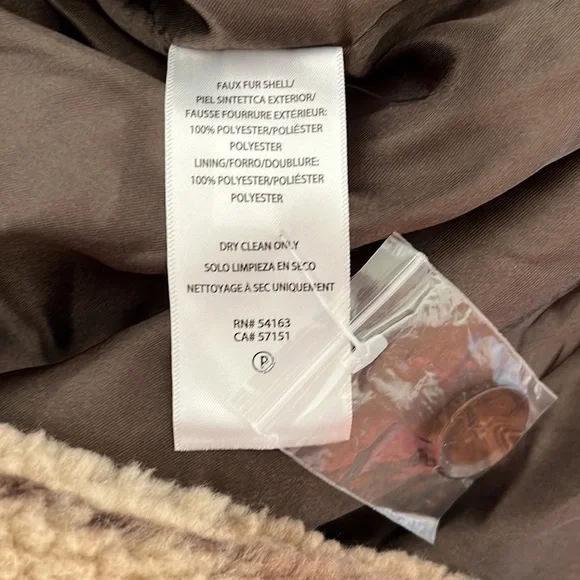 FAUX FUR SHELL/
PIEL SINTETTCA EXTERIOR/
FAUSSE FOURRURE EXTÉRIEUR:
100% POLYESTER/POLIÉSTER
POLYESTER
LINING/FORRO/DOUBLURE:
100% POLYESTER/POLIÉSTER
POLYESTER
DRY CLEAN ONLY
SOLO LIMPIEZA EN SECO
NETTOYAGE À SEC UNIQUEMENT
RN# 54163
CA# 57151
P